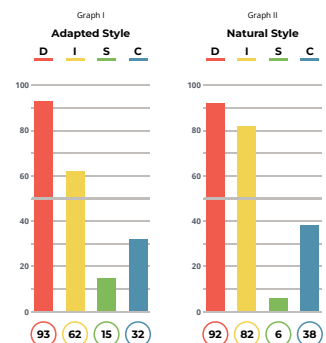 Graph I
Adapted Style
D I S C
100
80
60
40
20
0
93 62 15 32
Graph II
Natural Style
D I S C
100
80
60
40
20
0
92 82 6 38